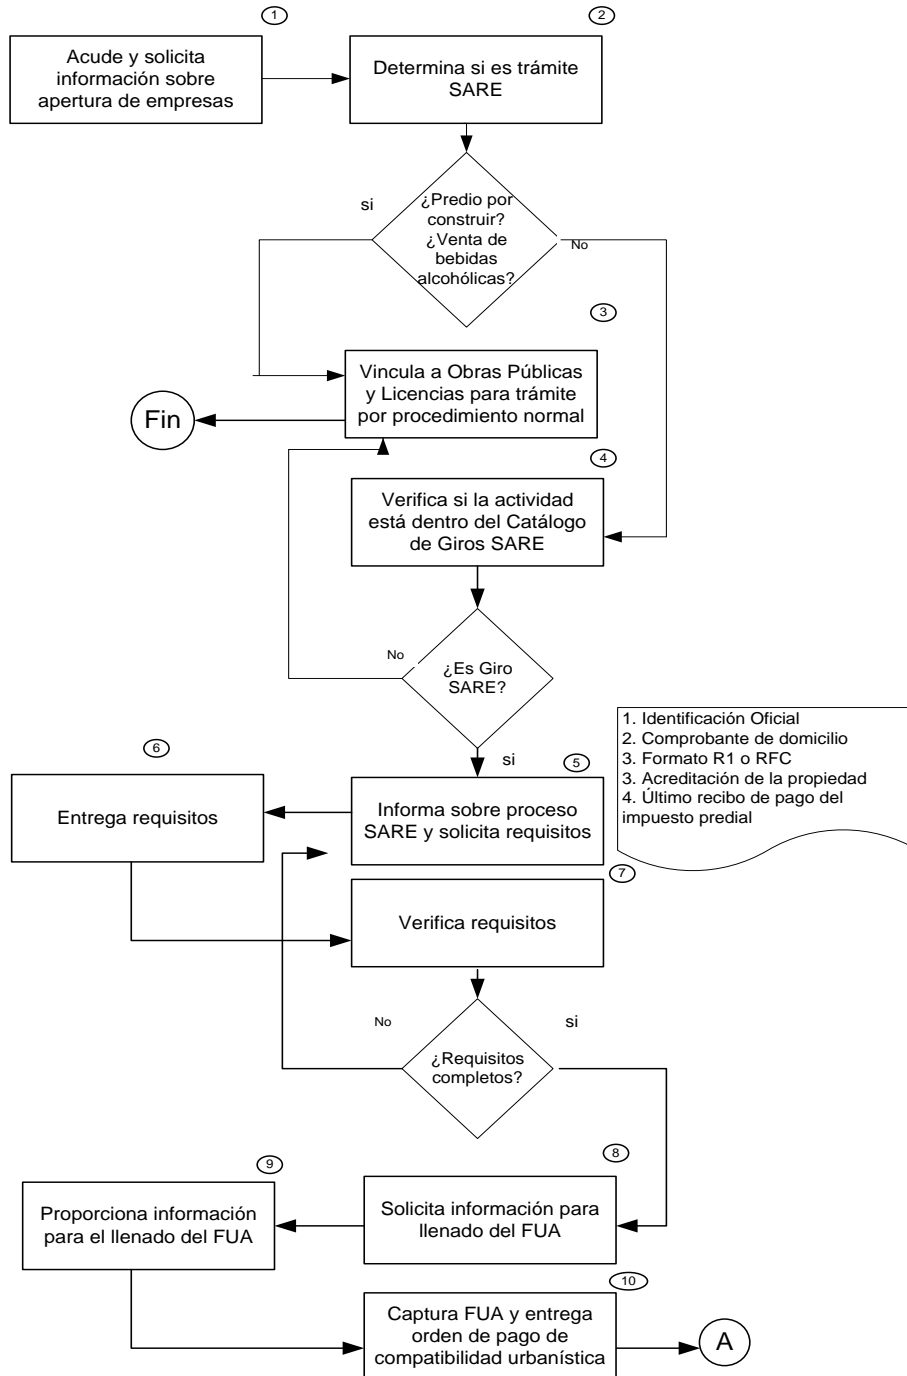 1
2
Acude y solicita
información sobre
apertura de empresas
Determina si es trámite
SARE
si
¿Predio por
construir?
¿Venta de
bebidas
alcohólicas?
No
3
Vincula a Obras Públicas
y Licencias para trámite
por procedimiento normal
Fin
4
Verifica si la actividad
está dentro del Catálogo
de Giros SARE
No
¿Es Giro
SARE?
si
1. Identificación Oficial
2. Comprobante de domicilio
3. Formato R1 o RFC
3. Acreditación de la propiedad
4. Último recibo de pago del
impuesto predial
6
5
Entrega requisitos
Informa sobre proceso
SARE y solicita requisitos
7
Verifica requisitos
No
si
¿Requisitos
completos?
8
9
Proporciona información
para el llenado del FUA
Solicita información para
llenado del FUA
10
Captura FUA y entrega
orden de pago de
compatibilidad urbanística
A